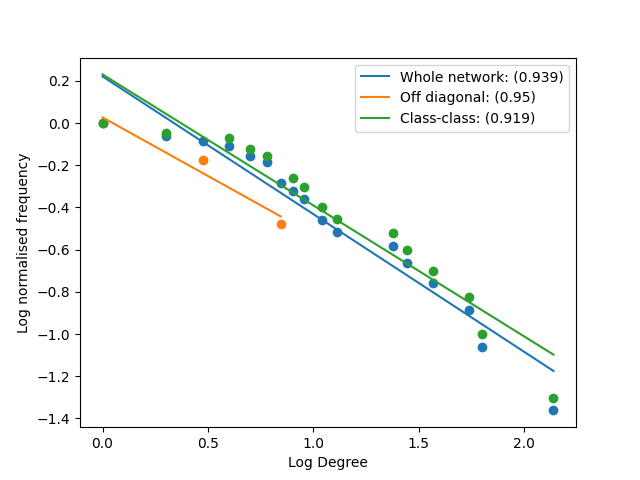 Whole network: (0.939)
Off diagonal: (0.95)
Class-class: (0.919)
0.2
0.0
−0.2
−0.4
−0.6
−0.8
−1.0
−1.2
−1.4
Log normalised frequency
0.0 0.5 1.0 1.5 2.0
Log Degree